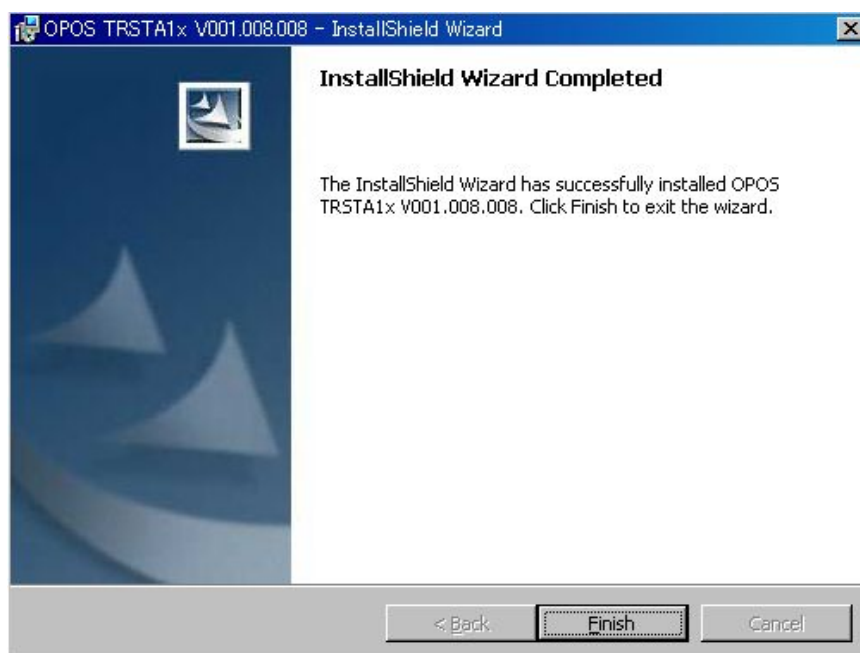 OPOS TRSTA1x V001.008.008 - InstallShield Wizard
InstallShield Wizard Completed
The InstallShield Wizard has successfully installed OPOS
TRSTA1x V001.008.008. Click Finish to exit the wizard.
< Back
Finish
Cancel